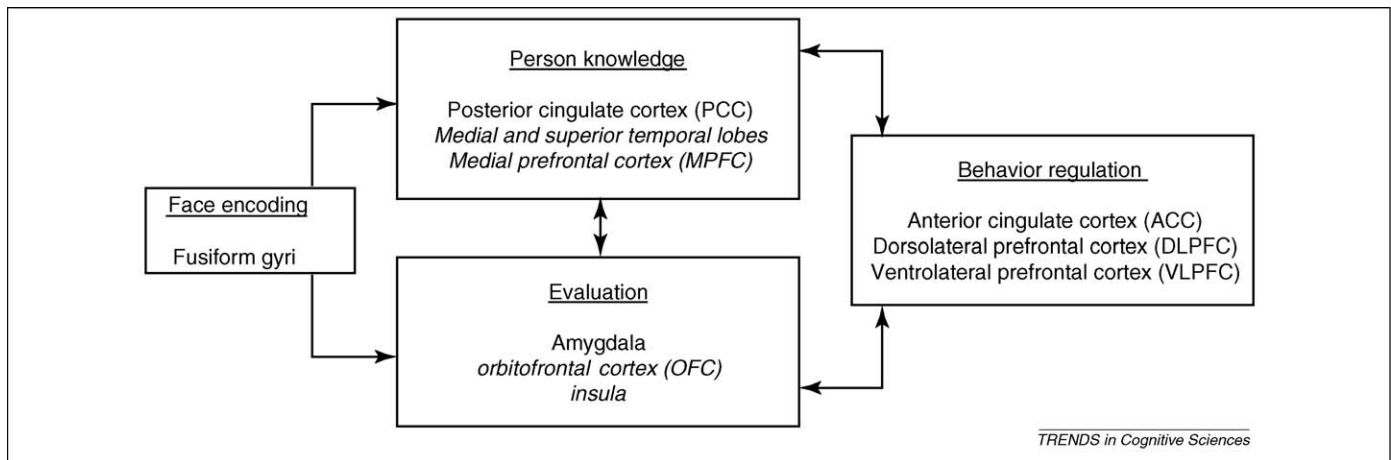 Person knowledge
Posterior cingulate cortex (PCC)
Medial and superior temporal lobes
Medial prefrontal cortex (MPFC)
Face encoding
Fusiform gyri
Evaluation
Amygdala
orbitofrontal cortex (OFC)
insula
Behavior regulation
Anterior cingulate cortex (ACC)
Dorsolateral prefrontal cortex (DLPFC)
Ventrolateral prefrontal cortex (VLPFC)
TRENDS in Cognitive Sciences